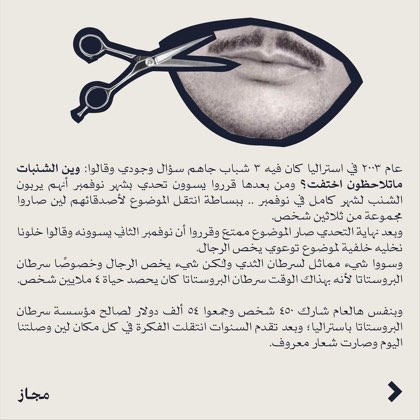 عام ٢٠٠٣ في استراليا كان فيه ٣ شباب جاهم سؤال وجودي وقالوا: وين الشنبات
ماتلاحظون اختفت؟ ومن بعدها قرروا يسوون تحدي بشهر نوفمبر أنهم يربون
الشنب لشهر كامل في نوفمبر .. ببساطة انتقل الموضوع لأصدقائهم لين صاروا
مجموعة من ثلاثين شخص.
وبعد نهاية التحدي صار الموضوع ممتع وقرروا أن نوفمبر الثاني يسوونه وقالوا خلونا
نخليه خلفية لموضوع توعوي يخص الرجال.
وسووا شيء مماثل لسرطان الثدي ولكن شيء يخص الرجال وخصوصًا سرطان
البروستاتا لأنه بهذاك الوقت سرطان البروستاتا كان يحصد حياة ٤ ملايين شخص.
وبنفس هالعام شارك ٤٥٠ شخص وجمعوا ٥٤ ألف دولار لصالح مؤسسة سرطان
البروستاتا باستراليا؛ وبعد تقدم السنوات انتقلت الفكرة في كل مكان لين وصلتنا
اليوم وصارت شعار معروف.
مجاز